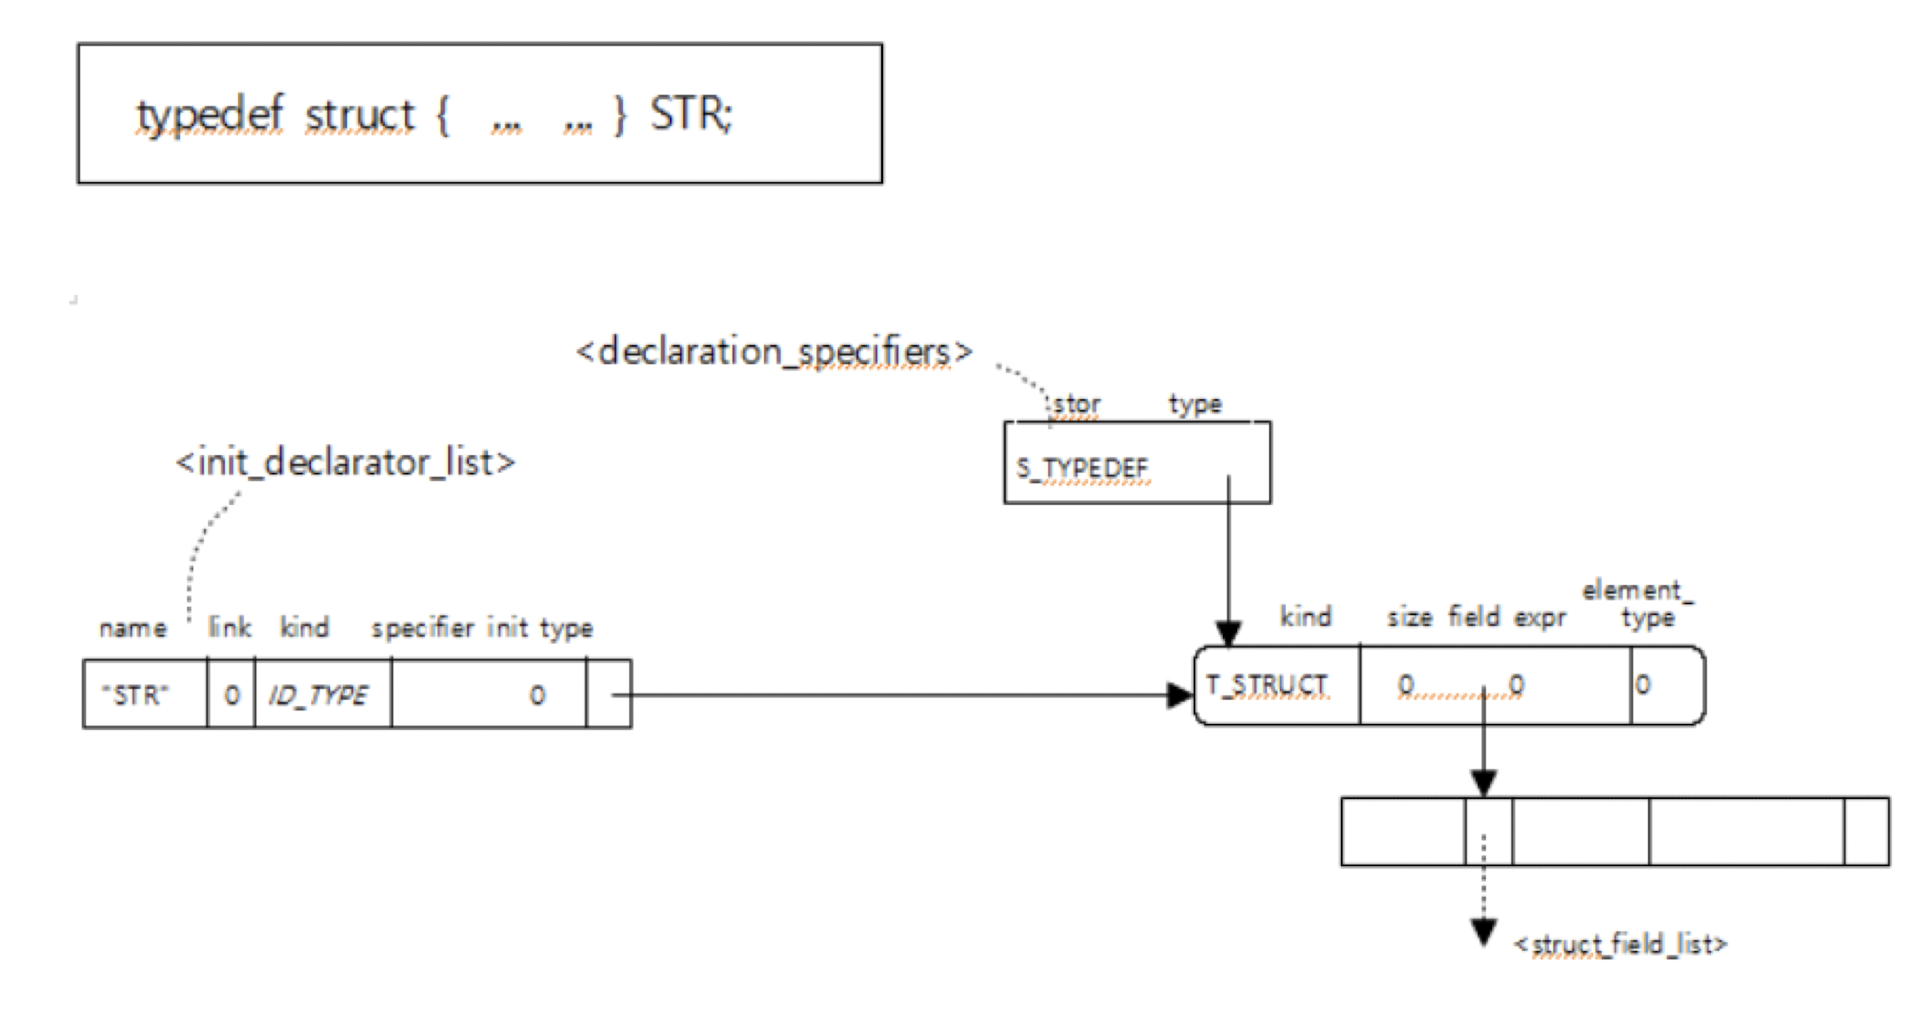 typedef struct { ... ... } STR;
<declaration_specifiers>
stor type
S_TYPEDEF
<init_declarator_list>
name link kind specifier init type
"STR" 0 ID_TYPE 0
element_
kind size field expr type
T_STRUCT 0 0 0
<struct_field_list>